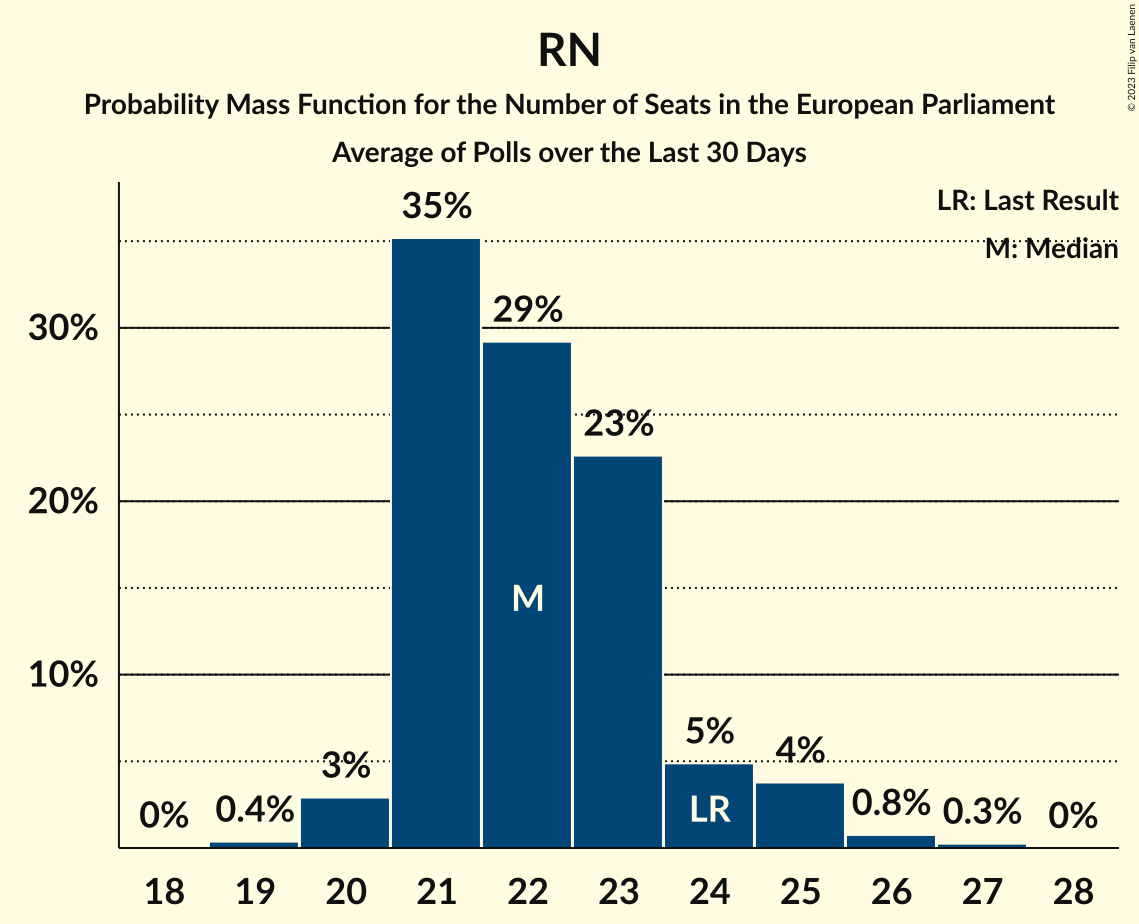 RN
Probability Mass Function for the Number of Seats in the European Parliament
Average of Polls over the Last 30 Days
© 2023 Filip van Laenen
LR: Last Result
M: Median
30%
20%
10%
0%
0.4%
3%
35%
29%
23%
5%
4%
0.8%
0.3%
0%
M
LR
18 19 20 21 22 23 24 25 26 27 28